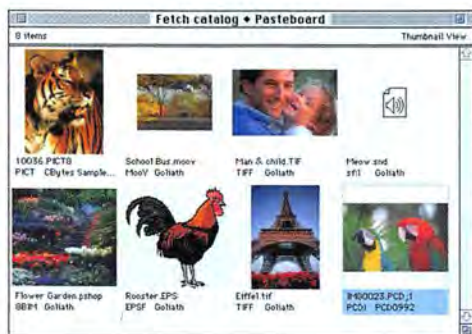 Fetch catalog ◆ Pasteboard
8 items
Thumbnail View
10036.PICT8
PICT CBytes Sample...
School Bus.moov
MooV Goliath
Man & child.TIF
TIFF Goliath
Meow.snd
sfil Goliath
Flower Garden.pshop
8BIM Goliath
Rooster.EPS
EPSF Goliath
Eiffel.tif
TIFF Goliath
IMG0023.PCD;1
PCDI PCD0992